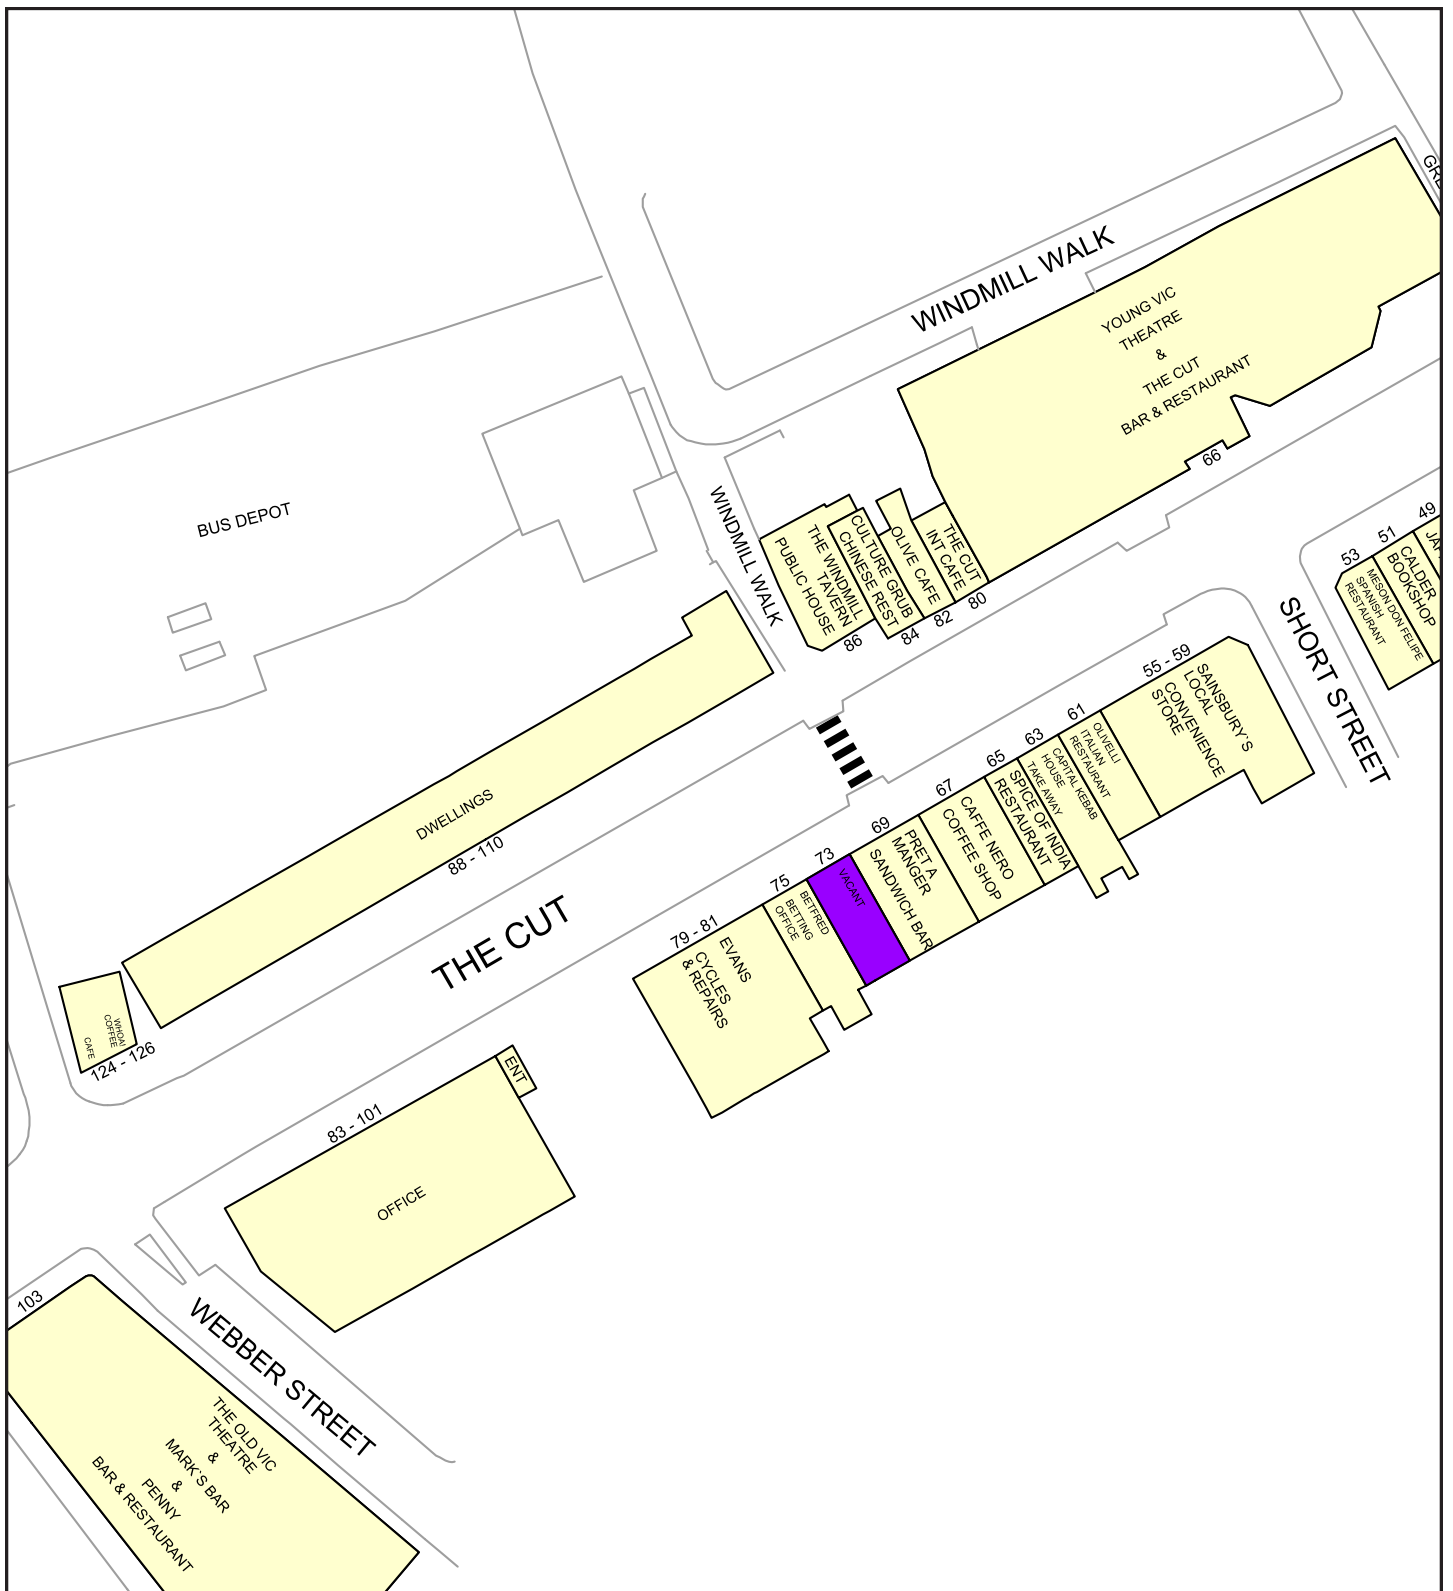 GRE
WINDMILL WALK
YOUNG VIC
THEATRE
&
THE CUT
BAR & RESTAURANT
66
BUS DEPOT
WINDMILL WALK
PUBLIC HOUSE
THE WINDMILL
TAVERN
86
CULTURE GRUB
CHINESE REST
84
OLIVE CAFE
82
THE CUT
INT CAFE
80
49
JAP
51
CALDER
BOOKSHOP
53
MESON DON FELIPE
SPANISH
RESTAURANT
SHORT STREET
55 - 59
SAINSBURY'S
LOCAL
CONVENIENCE
STORE
61
OLIVELLI
ITALIAN
RESTAURANT
63
CAPITAL KEBAB
HOUSE
TAKE AWAY
65
SPICE OF INDIA
RESTAURANT
67
CAFFE NERO
COFFEE SHOP
69
PRET A
MANGER
SANDWICH BAR
73
VACANT
75
BETFRED
BETTING
OFFICE
79 - 81
EVANS
CYCLES
& REPAIRS
DWELLINGS
88 - 110
THE CUT
WHOA!
COFFEE
CAFE
124 - 126
ENT
83 - 101
OFFICE
WEBBER STREET
103
THE OLD VIC
THEATRE
&
MARK'S BAR
&
PENNY
BAR & RESTAURANT